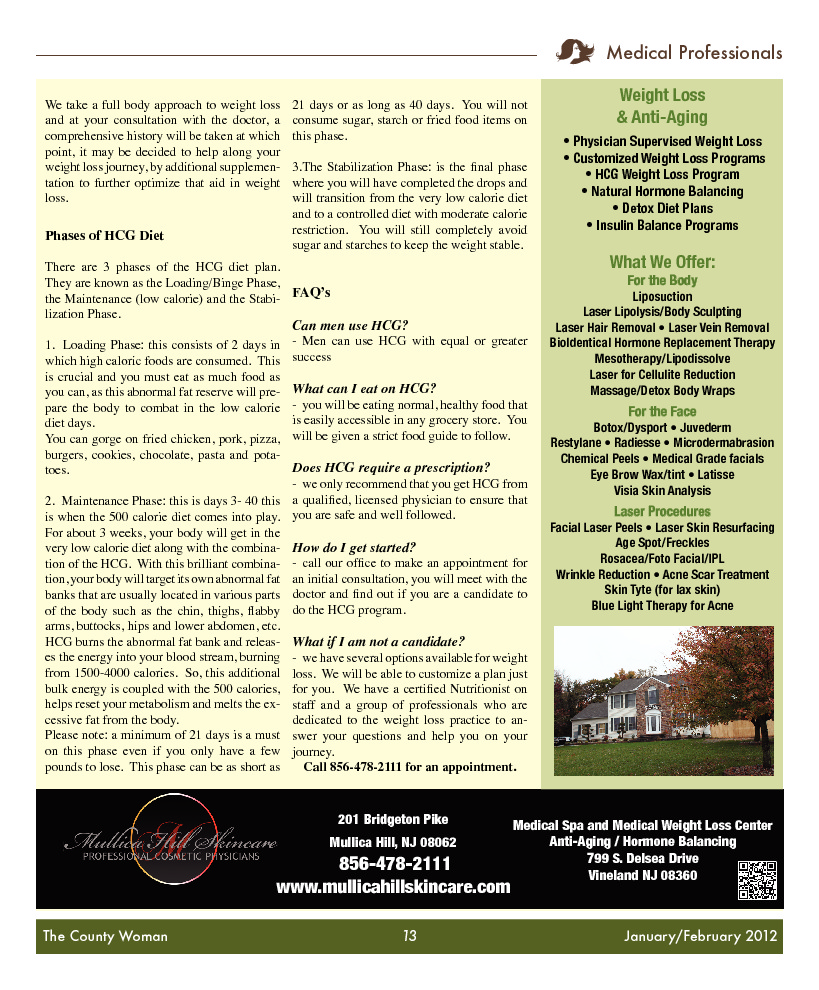 Medical Professionals
We take a full body approach to weight loss
and at your consultation with the doctor, a
comprehensive history will be taken at which
point, it may be decided to help along your
weight loss journey, by additional supplemen-
tation to further optimize that aid in weight
loss.
Phases of HCG Diet
There are 3 phases of the HCG diet plan.
They are known as the Loading/Binge Phase,
the Maintenance (low calorie) and the Stabi-
lization Phase.
1. Loading Phase: this consists of 2 days in
which high caloric foods are consumed. This
is crucial and you must eat as much food as
you can, as this abnormal fat reserve will pre-
pare the body to combat in the low calorie
diet days.
You can gorge on fried chicken, pork, pizza,
burgers, cookies, chocolate, pasta and pota-
toes.
2. Maintenance Phase: this is days 3- 40 this
is when the 500 calorie diet comes into play.
For about 3 weeks, your body will get in the
very low calorie diet along with the combina-
tion of the HCG. With this brilliant combina-
tion, your body will target its own abnormal fat
banks that are usually located in various parts
of the body such as the chin, thighs, flabby
arms, buttocks, hips and lower abdomen, etc.
HCG burns the abnormal fat bank and releas-
es the energy into your blood stream, burning
from 1500-4000 calories. So, this additional
bulk energy is coupled with the 500 calories,
helps reset your metabolism and melts the ex-
cessive fat from the body.
Please note: a minimum of 21 days is a must
on this phase even if you only have a few
pounds to lose. This phase can be as short as
21 days or as long as 40 days. You will not
consume sugar, starch or fried food items on
this phase.
3.The Stabilization Phase: is the final phase
where you will have completed the drops and
will transition from the very low calorie diet
and to a controlled diet with moderate calorie
restriction. You will still completely avoid
sugar and starches to keep the weight stable.
FAQ's
Can men use HCG?
- Men can use HCG with equal or greater
success
What can I eat on HCG?
- you will be eating normal, healthy food that
is easily accessible in any grocery store. You
will be given a strict food guide to follow.
Does HCG require a prescription?
- we only recommend that you get HCG from
a qualified, licensed physician to ensure that
you are safe and well followed.
How do I get started?
- call our office to make an appointment for
an initial consultation, you will meet with the
doctor and find out if you are a candidate to
do the HCG program.
What if I am not a candidate?
- we have several options available for weight
loss. We will be able to customize a plan just
for you. We have a certified Nutritionist on
staff and a group of professionals who are
dedicated to the weight loss practice to an-
swer your questions and help you on your
journey.
Call 856-478-2111 for an appointment.
Weight Loss
& Anti-Aging
• Physician Supervised Weight Loss
• Customized Weight Loss Programs
• HCG Weight Loss Program
• Natural Hormone Balancing
• Detox Diet Plans
• Insulin Balance Programs
What We Offer:
For the Body
Liposuction
Laser Lipolysis/Body Sculpting
Laser Hair Removal • Laser Vein Removal
BioIdentical Hormone Replacement Therapy
Mesotherapy/Lipodissolve
Laser for Cellulite Reduction
Massage/Detox Body Wraps
For the Face
Botox/Dysport • Juvederm
Restylane • Radiesse • Microdermabrasion
Chemical Peels • Medical Grade facials
Eye Brow Wax/tint • Latisse
Visia Skin Analysis
Laser Procedures
Facial Laser Peels • Laser Skin Resurfacing
Age Spot/Freckles
Rosacea/Foto Facial/IPL
Wrinkle Reduction • Acne Scar Treatment
Skin Tyte (for lax skin)
Blue Light Therapy for Acne
Mullica Hill Skincare
PROFESSIONAL COSMETIC PHYSICIANS
201 Bridgeton Pike
Mullica Hill, NJ 08062
856-478-2111
www.mullicahillskincare.com
Medical Spa and Medical Weight Loss Center
Anti-Aging / Hormone Balancing
799 S. Delsea Drive
Vineland NJ 08360
The County Woman
13
January/February 2012